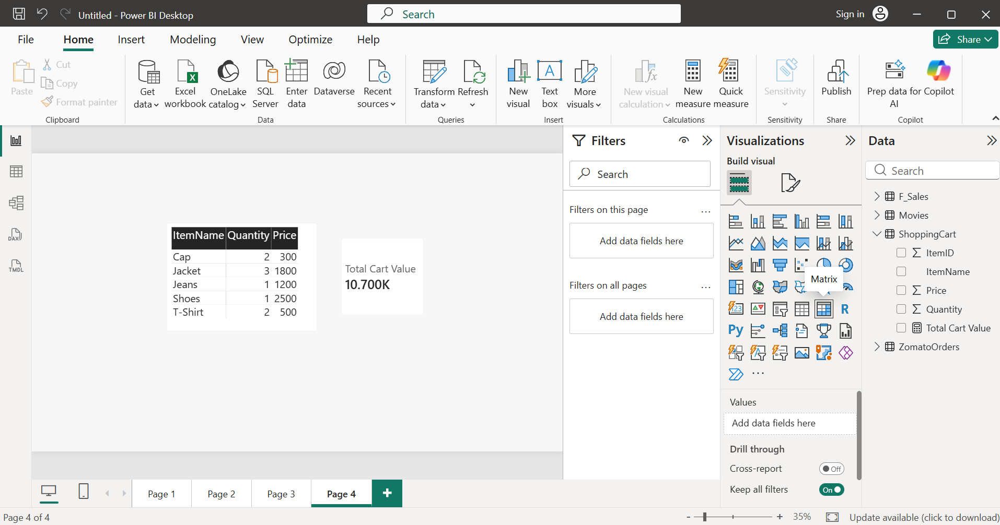 Untitled - Power BI Desktop
Search
Sign in
File Home Insert Modeling View Optimize Help
Share
Paste
Cut
Copy
Format painter
Clipboard
Get data
Excel workbook
OneLake catalog
SQL Server
Enter data
Dataverse
Recent sources
Data
Transform data
Refresh
Queries
New visual
Text box
More visuals
Insert
New visual calculation
New measure
Quick measure
Calculations
Sensitivity
Sensitivity
Publish
Share
Prep data for AI
Copilot
Copilot
DAX
TMDL
ItemName Quantity Price
Cap 2 300
Jacket 3 1800
Jeans 1 1200
Shoes 1 2500
T-Shirt 2 500
Total Cart Value
10.700K
Filters
Search
Filters on this page ...
Add data fields here
Filters on all pages ...
Add data fields here
Visualizations
Build visual
Matrix
123
R
Py
Values
Add data fields here
Drill through
Cross-report Off
Keep all filters On
Data
Search
F_Sales
Movies
ShoppingCart
ItemID
ItemName
Price
Quantity
Total Cart Value
ZomatoOrders
Page 1 Page 2 Page 3 Page 4 +
Page 4 of 4
- + 35%
Update available (click to download)